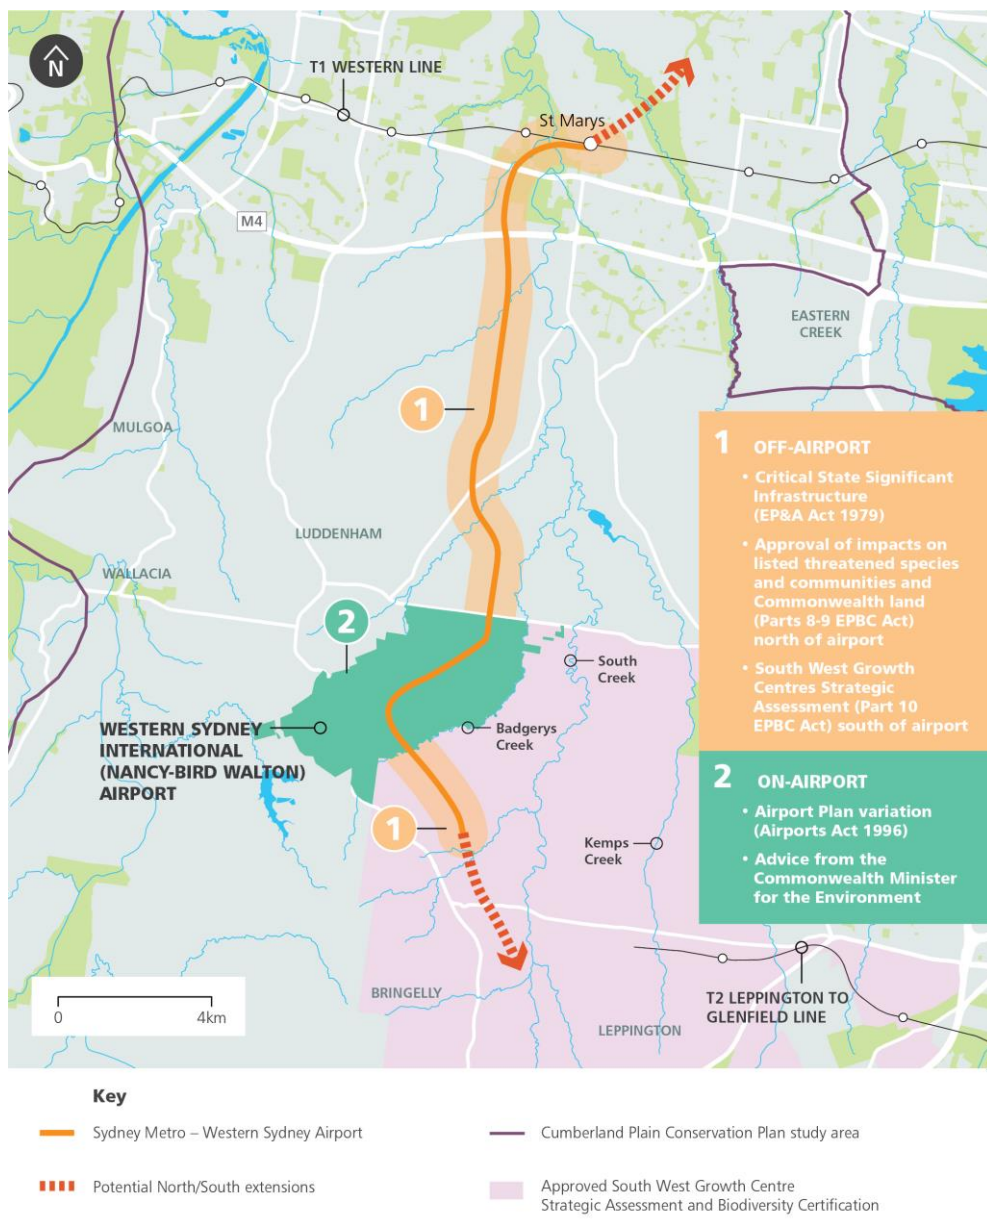 N
T1 WESTERN LINE
St Marys
M4
EASTERN
CREEK
1
MULGOA
LUDDENHAM
WALLACIA
2
South
Creek
WESTERN SYDNEY
INTERNATIONAL
(NANCY-BIRD WALTON)
AIRPORT
Badgerys
Creek
1
Kemps
Creek
BRINGELLY
LEPPINGTON
T2 LEPPINGTON TO
GLENFIELD LINE
0 4km
1 OFF-AIRPORT
• Critical State Significant
Infrastructure
(EP&A Act 1979)
• Approval of impacts on
listed threatened species
and communities and
Commonwealth land
(Parts 8-9 EPBC Act)
north of airport
• South West Growth
Centres Strategic
Assessment (Part 10
EPBC Act) south of airport
2 ON-AIRPORT
• Airport Plan variation
(Airports Act 1996)
• Advice from the
Commonwealth Minister
for the Environment
Key
Sydney Metro – Western Sydney Airport
Potential North/South extensions
Cumberland Plain Conservation Plan study area
Approved South West Growth Centre
Strategic Assessment and Biodiversity Certification